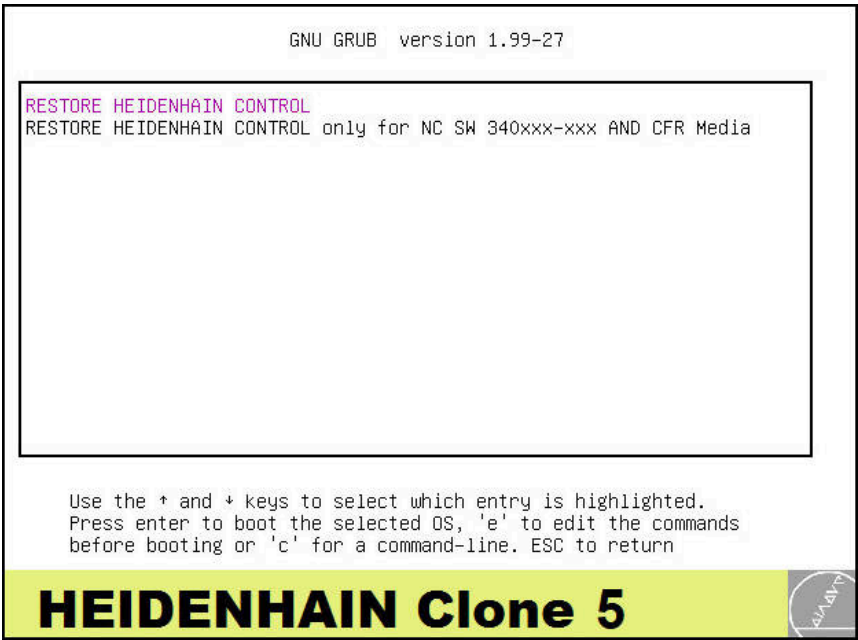 GNU GRUB  version 1.99-27
RESTORE HEIDENHAIN CONTROL
RESTORE HEIDENHAIN CONTROL only for NC SW 340xxx-xxx AND CFR Media
Use the ↑ and ↓ keys to select which entry is highlighted.
Press enter to boot the selected OS, 'e' to edit the commands
before booting or 'c' for a command-line. ESC to return
HEIDENHAIN Clone 5